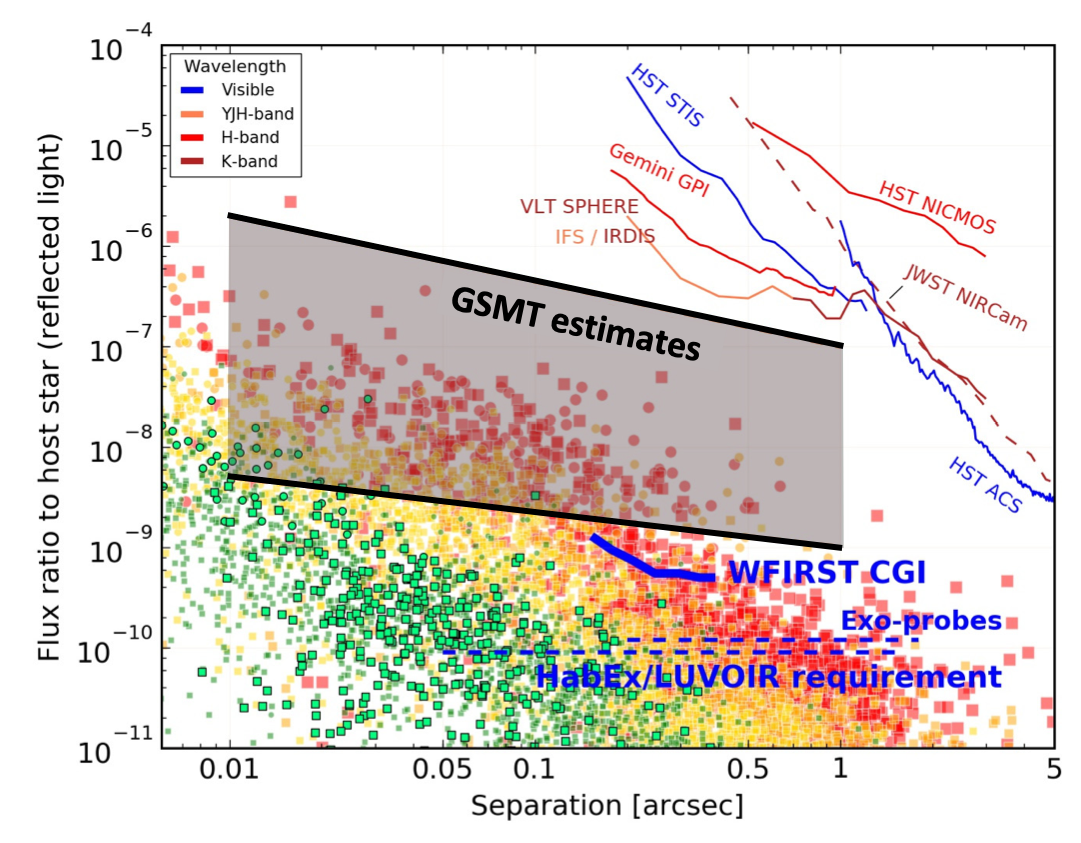 10⁻⁴
10⁻⁵
10⁻⁶
10⁻⁷
10⁻⁸
10⁻⁹
10⁻¹⁰
10⁻¹¹
Flux ratio to host star (reflected light)
Wavelength
Visible
YJH-band
H-band
K-band
HST STIS
Gemini GPI
VLT SPHERE
IFS / IRDIS
HST NICMOS
JWST NIRCam
HST ACS
GSMT estimates
WFIRST CGI
Exo-probes
HabEx/LUVOIR requirement
0.01 0.05 0.1 0.5 1 5
Separation [arcsec]